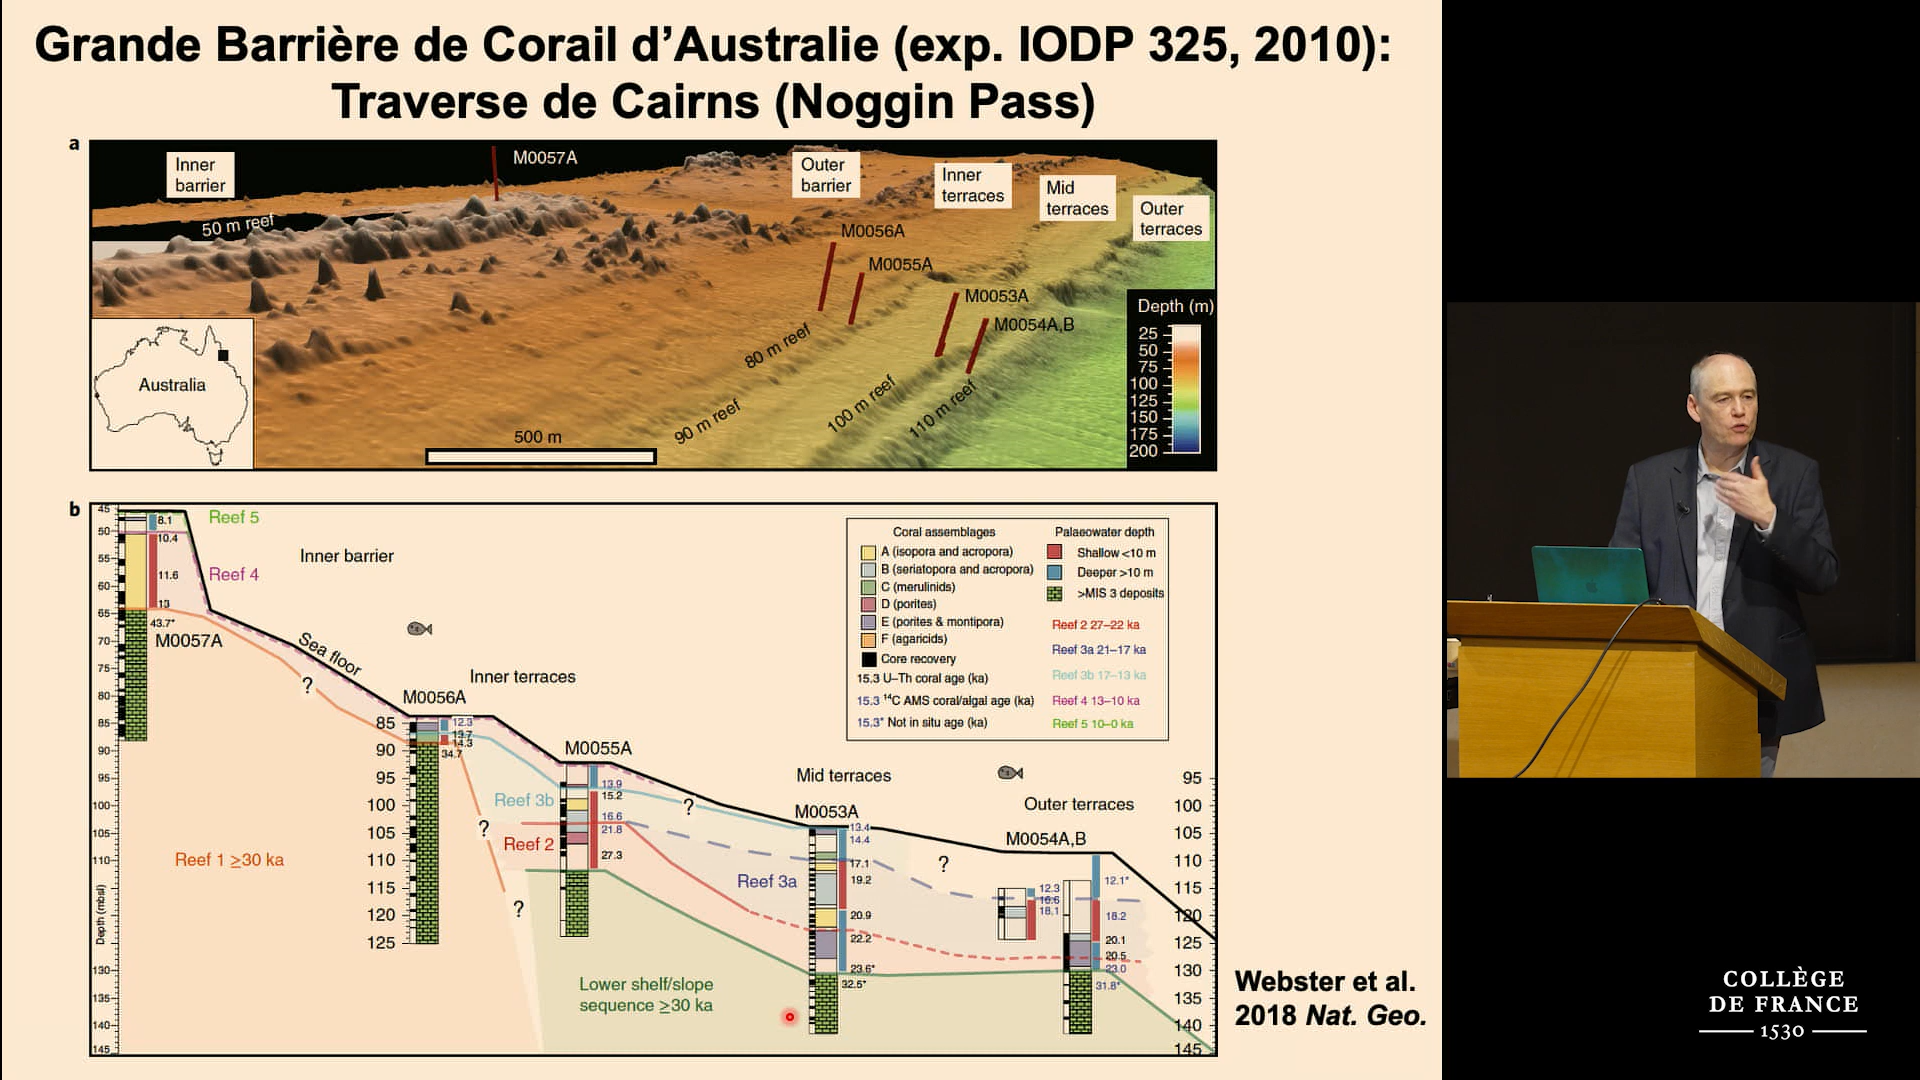 Grande Barrière de Corail d’Australie (exp. IODP 325, 2010):
Traverse de Cairns (Noggin Pass)
a
Inner
barrier
M0057A
Outer
barrier
Inner
terraces
Mid
terraces
Outer
terraces
50 m reef
M0056A
M0055A
M0053A
M0054A,B
80 m reef
90 m reef
100 m reef
110 m reef
Australia
500 m
Depth (m)
25
50
75
100
125
150
175
200
b
45
50
55
60
65
70
75
80
85
90
95
100
105
110
115
120
125
130
135
140
145
Depth (mbsl)
8.1
10.4
11.6
13
43.7*
M0057A
Reef 5
Reef 4
Inner barrier
Sea floor
?
Inner terraces
M0056A
85
90
95
100
105
110
115
120
125
12.3
13.7
14.3
34.7
Reef 1 ≥30 ka
?
?
M0055A
13.9
15.2
16.6
21.8
27.3
Reef 3b
Reef 2
?
Reef 3a
Lower shelf/slope
sequence ≥30 ka
Mid terraces
M0053A
13.4
14.4
17.1
19.2
20.9
22.2
23.6*
32.5*
?
Outer terraces
M0054A,B
12.3
16.6
18.1
12.1*
18.2
20.1
20.5
23.0
31.8*
95
100
105
110
115
120
125
130
135
140
145
Coral assemblages
A (isopora and acropora)
B (seriatopora and acropora)
C (merulinids)
D (porites)
E (porites & montipora)
F (agaricids)
Core recovery
15.3 U–Th coral age (ka)
15.3 ¹⁴C AMS coral/algal age (ka)
15.3* Not in situ age (ka)
Palaeowater depth
Shallow <10 m
Deeper >10 m
>MIS 3 deposits
Reef 2 27–22 ka
Reef 3a 21–17 ka
Reef 3b 17–13 ka
Reef 4 13–10 ka
Reef 5 10–0 ka
Webster et al.
2018 Nat. Geo.
COLLÈGE
DE FRANCE
1530